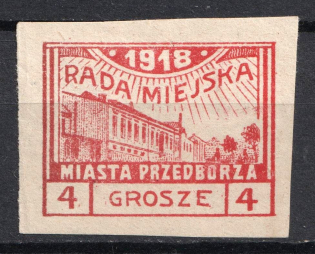 · 1918 ·
RADA MIEJSKA
MIASTA PRZEDBORZA
4 GROSZE 4